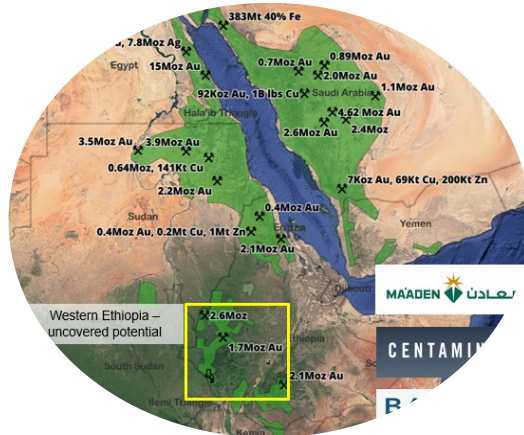 383Mt 40% Fe
7.8Moz Ag
Egypt
15Moz Au
0.7Moz Au
0.89Moz Au
2.0Moz Au
92Koz Au, 1B lbs Cu
Saudi Arabia
1.1Moz Au
Hala'ib Triangle
4.62 Moz Au
2.6Moz Au
2.4Moz
3.5Moz Au
3.9Moz Au
0.64Moz, 141Kt Cu
2.2Moz Au
7Koz Au, 69Kt Cu, 200Kt Zn
Sudan
0.4Moz Au
Eritrea
Yemen
0.4Moz Au, 0.2Mt Cu, 1Mt Zn
2.1Moz Au
Djibouti
MA'ADEN
معادن
Western Ethiopia –
uncovered potential
2.6Moz
1.7Moz Au
Ethiopia
CENTAMIN
South Sudan
2.1Moz Au
Ilemi Triangle
Kenya